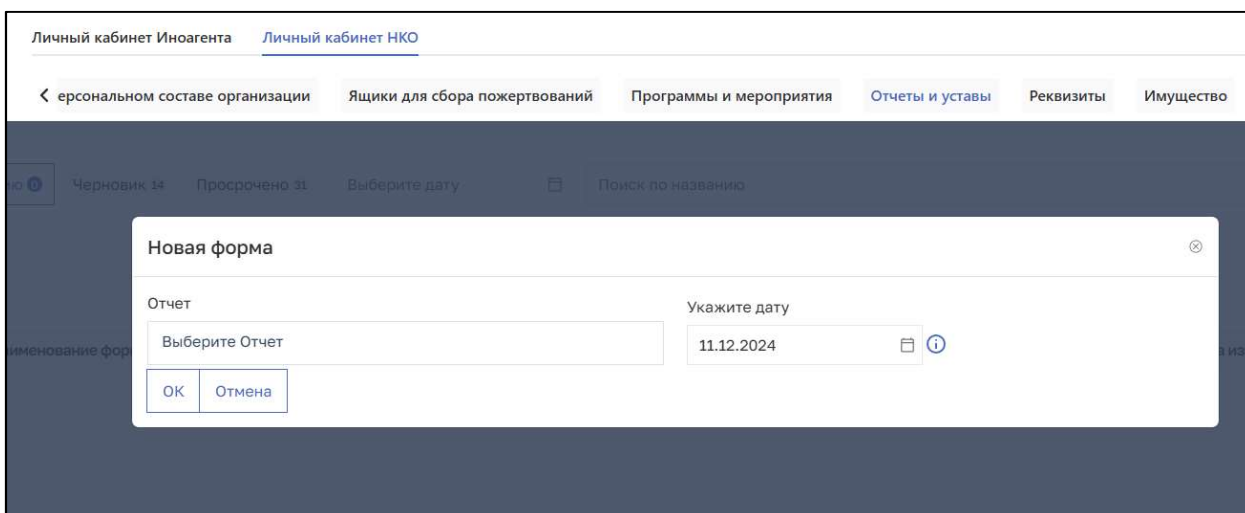 Личный кабинет Иноагента Личный кабинет НКО
ерсональном составе организации Ящики для сбора пожертвований Программы и мероприятия Отчеты и уставы Реквизиты Имущество
0 Черновик 14 Просрочено 31 Выберите дату Поиск по названию
Новая форма
Отчет Укажите дату
Выберите Отчет 11.12.2024
ОК Отмена